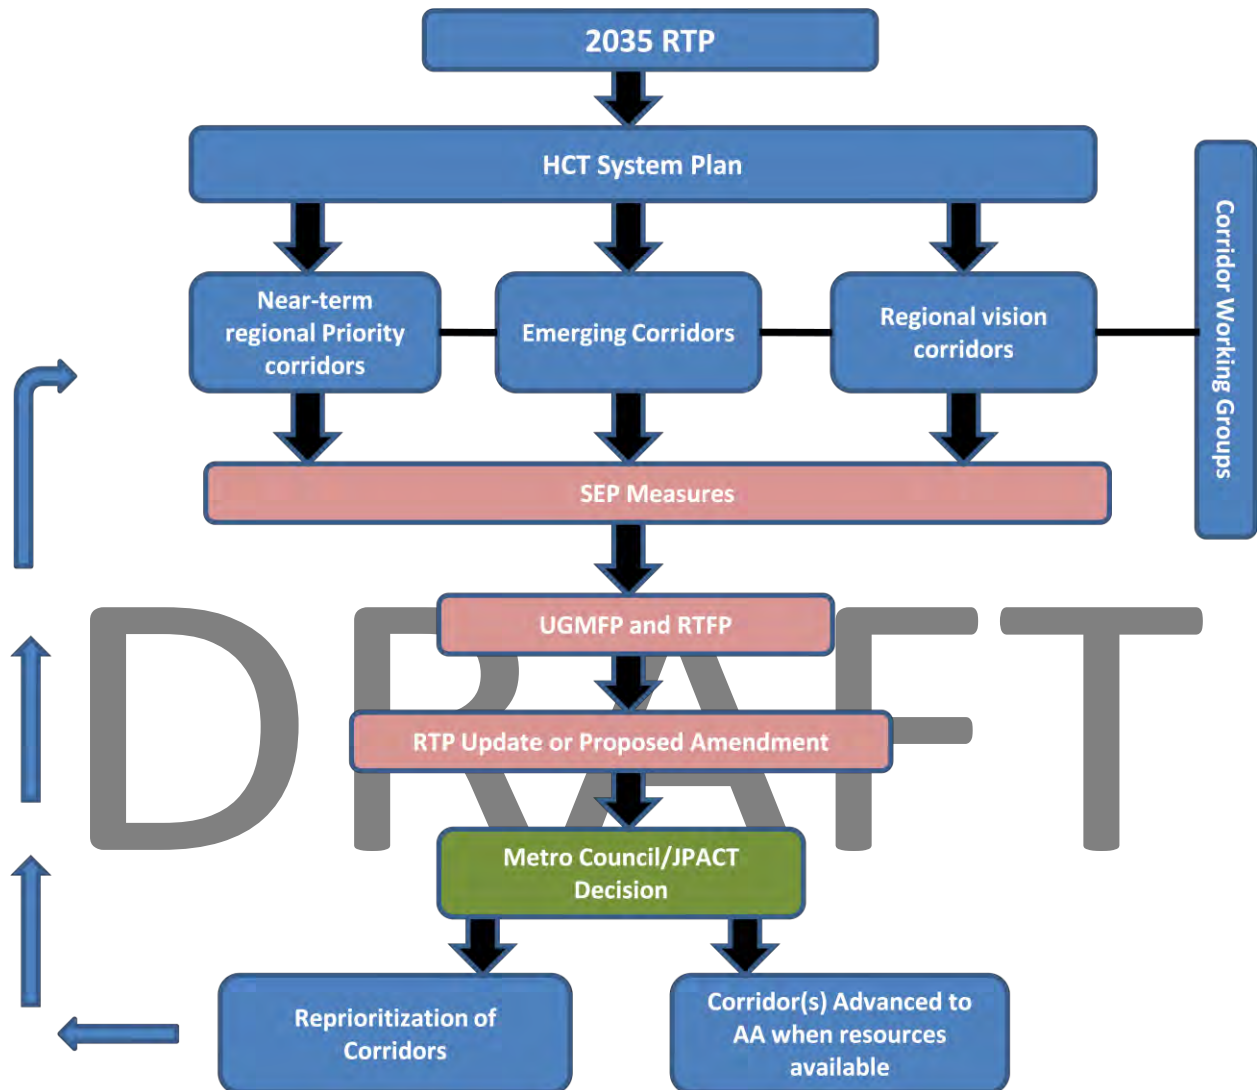 2035 RTP
HCT System Plan
Near-term
regional Priority
corridors
Emerging Corridors
Regional vision
corridors
Corridor Working Groups
SEP Measures
UGMFP and RTFP
RTP Update or Proposed Amendment
DRAFT
Metro Council/JPACT
Decision
Reprioritization of
Corridors
Corridor(s) Advanced to
AA when resources
available